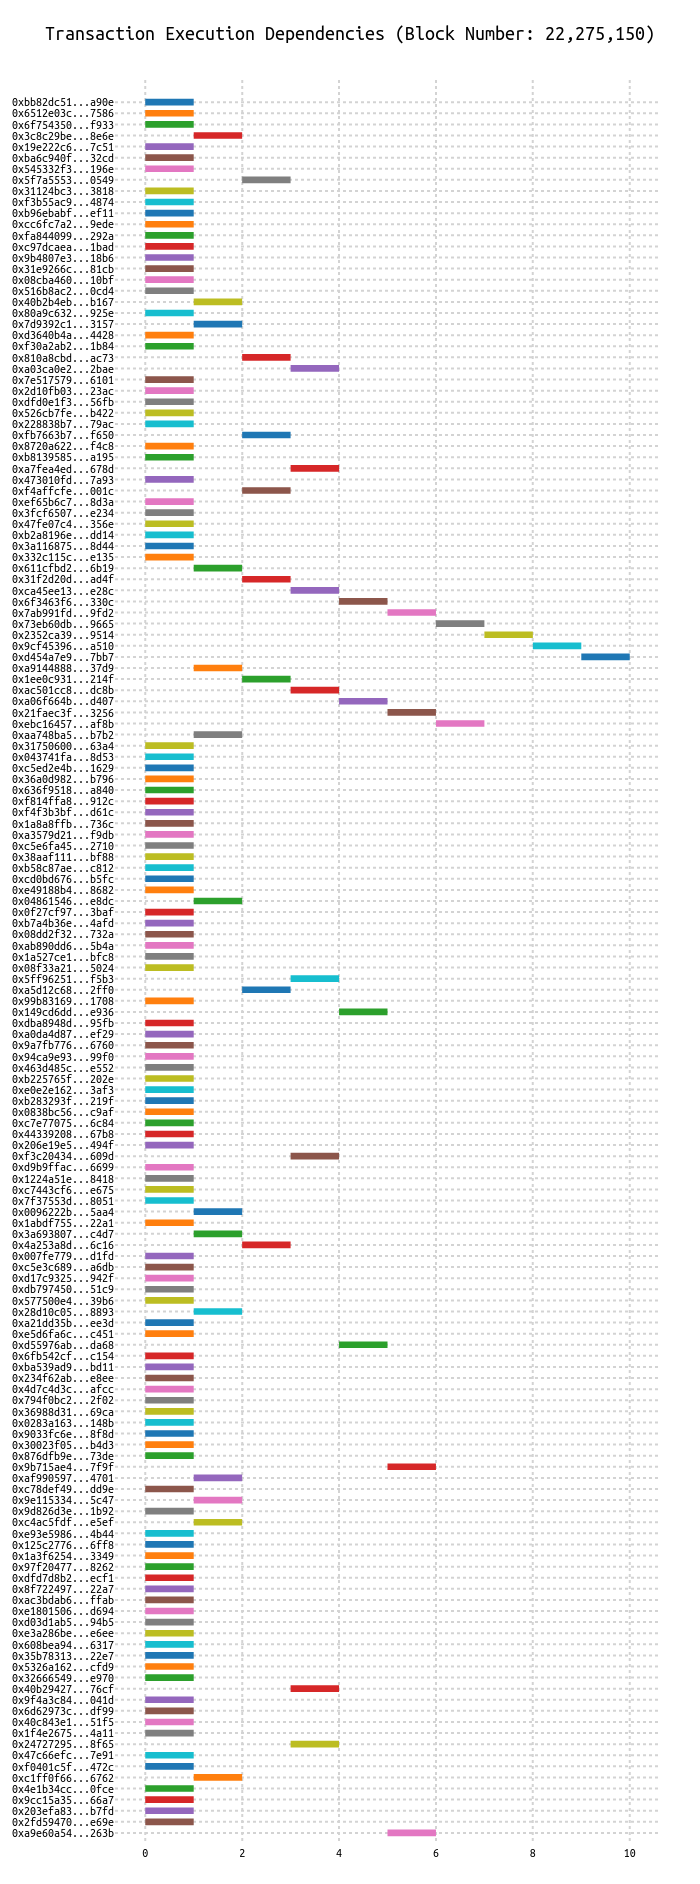 Transaction Execution Dependencies (Block Number: 22,275,150)
0xbb82dc51...a90e
0x6512e03c...7586
0x6f754350...f933
0x3c8c29be...8e6e
0x19e222c6...7c51
0xba6c940f...32cd
0x545332f3...196e
0x5f7a5553...0549
0x31124bc3...3818
0xf3b55ac9...4874
0xb96ebabf...ef11
0xcc6fc7a2...9ede
0xfa844099...292a
0xc97dcaea...1bad
0x9b4807e3...18b6
0x31e9266c...81cb
0x08cba460...10bf
0x516b8ac2...0cd4
0x40b2b4eb...b167
0x80a9c632...925e
0x7d9392c1...3157
0xd3640b4a...4428
0xf30a2ab2...1b84
0x810a8cbd...ac73
0xa03ca0e2...2bae
0x7e517579...6101
0x2d10fb03...23ac
0xdfd0e1f3...56fb
0x526cb7fe...b422
0x228838b7...79ac
0xfb7663b7...f650
0x8720a622...f4c8
0xb8139585...a195
0xa7fea4ed...678d
0x473010fd...7a93
0xf4affcfe...001c
0xef65b6c7...8d3a
0x3fcf6507...e234
0x47fe07c4...356e
0xb2a8196e...dd14
0x3a116875...8d44
0x332c115c...e135
0x611cfbd2...6b19
0x31f2d20d...ad4f
0xca45ee13...e28c
0x6f3463f6...330c
0x7ab991fd...9fd2
0x73eb60db...9665
0x2352ca39...9514
0x9cf45396...a510
0xd454a7e9...7bb7
0xa9144888...37d9
0x1ee0c931...214f
0xac501cc8...dc8b
0xa06f664b...d407
0x21faec3f...3256
0xebc16457...af8b
0xaa748ba5...b7b2
0x31750600...63a4
0x043741fa...8d53
0xc5ed2e4b...1629
0x36a0d982...b796
0x636f9518...a840
0xf814ffa8...912c
0xf4f3b3bf...d61c
0x1a8a8ffb...736c
0xa3579d21...f9db
0xc5e6fa45...2710
0x38aaf111...bf88
0xb58c87ae...c812
0xcd0bd676...b5fc
0xe49188b4...8682
0x04861546...e8dc
0x0f27cf97...3baf
0xb7a4b36e...4afd
0x08dd2f32...732a
0xab890dd6...5b4a
0x1a527ce1...bfc8
0x08f33a21...5024
0x5ff96251...f5b3
0xa5d12c68...2ff0
0x99b83169...1708
0x149cd6dd...e936
0xdba8948d...95fb
0xa0da4d87...ef29
0x9a7fb776...6760
0x94ca9e93...99f0
0x463d485c...e552
0xb225765f...202e
0xe0e2e162...3af3
0xb283293f...219f
0x0838bc56...c9af
0xc7e77075...6c84
0x44339208...67b8
0x206e19e5...494f
0xf3c20434...609d
0xd9b9ffac...6699
0x1224a51e...8418
0xc7443cf6...e675
0x7f37553d...8051
0x0096222b...5aa4
0x1abdf755...22a1
0x3a693807...c4d7
0x4a253a8d...6c16
0x007fe779...d1fd
0xc5e3c689...a6db
0xd17c9325...942f
0xdb797450...51c9
0x577500e4...39b6
0x28d10c05...8893
0xa21dd35b...ee3d
0xe5d6fa6c...c451
0xd55976ab...da68
0x6fb542cf...c154
0xba539ad9...bd11
0x234f62ab...e8ee
0x4d7c4d3c...afcc
0x794f0bc2...2f02
0x36988d31...69ca
0x0283a163...148b
0x9033fc6e...8f8d
0x30023f05...b4d3
0x876dfb9e...73de
0x9b715ae4...7f9f
0xaf990597...4701
0xc78def49...dd9e
0x9e115334...5c47
0x9d826d3e...1b92
0xc4ac5fdf...e5ef
0xe93e5986...4b44
0x125c2776...6ff8
0x1a3f6254...3349
0x97f20477...8262
0xdfd7d8b2...ecf1
0x8f722497...22a7
0xac3bdab6...ffab
0xe1801506...d694
0xd03d1ab5...94b5
0xe3a286be...e6ee
0x608bea94...6317
0x35b78313...22e7
0x5326a162...cfd9
0x32666549...e970
0x40b29427...76cf
0x9f4a3c84...041d
0x6d62973c...df99
0x40c843e1...51f5
0x1f4e2675...4a11
0x24727295...8f65
0x47c66efc...7e91
0xf0401c5f...472c
0xc1ff0f66...6762
0x4e1b34cc...0fce
0x9cc15a35...66a7
0x203efa83...b7fd
0x2fd59470...e69e
0xa9e60a54...263b
0 2 4 6 8 10